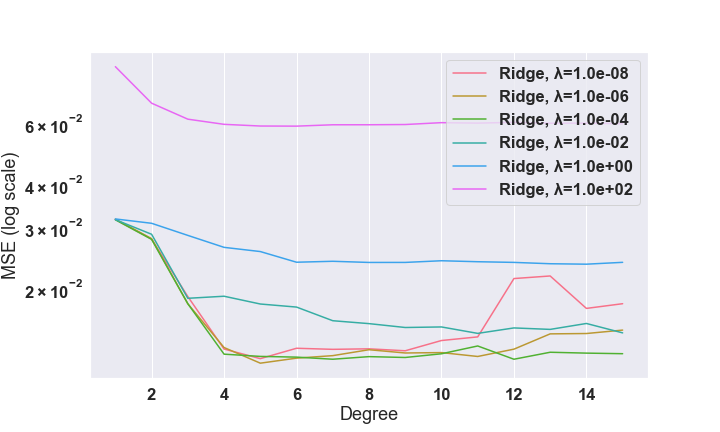 Ridge, λ=1.0e-08
Ridge, λ=1.0e-06
Ridge, λ=1.0e-04
Ridge, λ=1.0e-02
Ridge, λ=1.0e+00
Ridge, λ=1.0e+02
MSE (log scale)
6 × 10⁻²
4 × 10⁻²
3 × 10⁻²
2 × 10⁻²
2 4 6 8 10 12 14
Degree